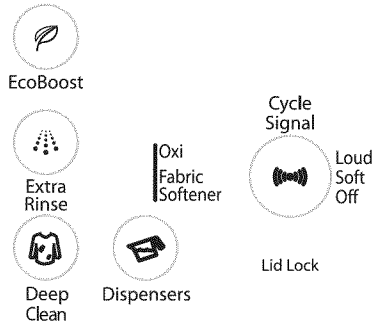 EcoBoost
Cycle
Signal
Oxi
Fabric
Softener
Loud
Soft
Off
Extra
Rinse
Lid Lock
Deep
Clean
Dispensers